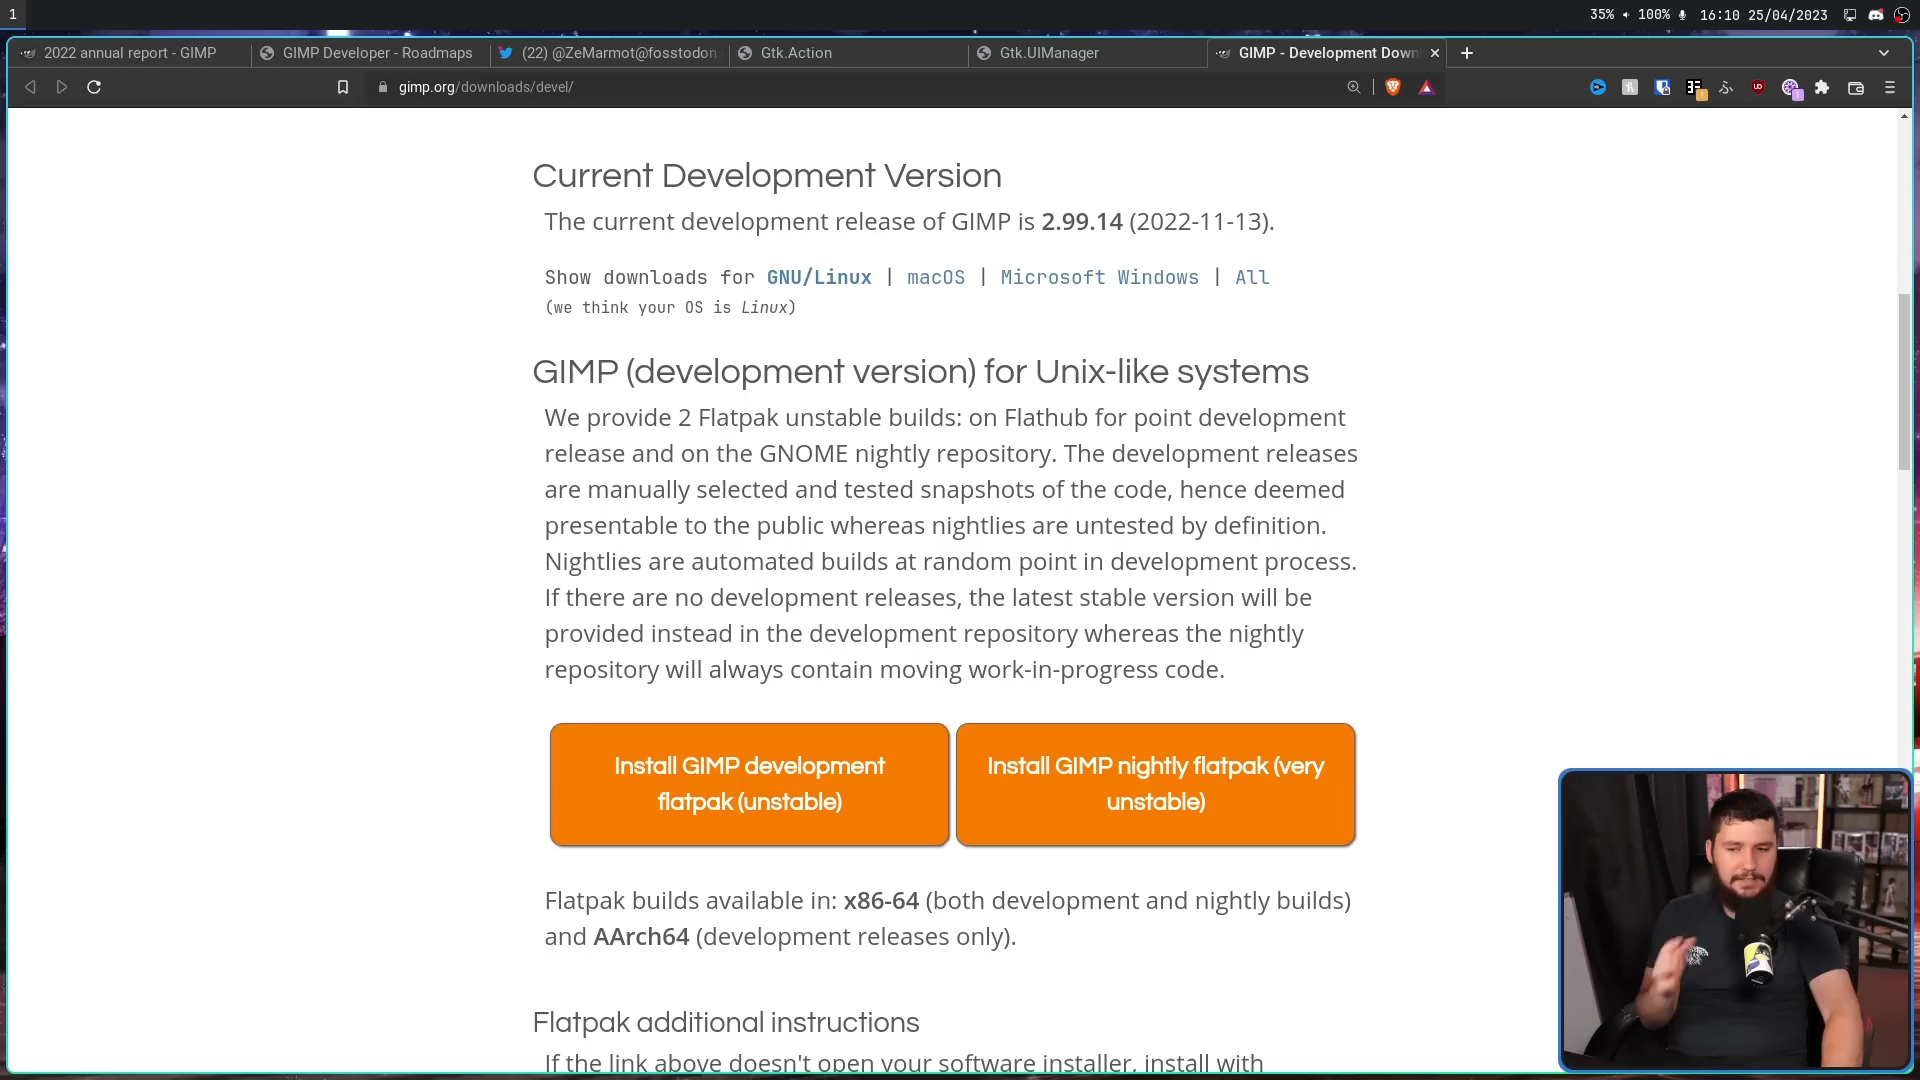 1
35% 100% 16:10 25/04/2023
2022 annual report - GIMP
GIMP Developer - Roadmaps
(22) @ZeMarmot@fosstodon
Gtk.Action
Gtk.UIManager
GIMP - Development Down
gimp.org/downloads/devel/
Current Development Version
The current development release of GIMP is 2.99.14 (2022-11-13).
Show downloads for GNU/Linux | macOS | Microsoft Windows | All
(we think your OS is Linux)
GIMP (development version) for Unix-like systems
We provide 2 Flatpak unstable builds: on Flathub for point development
release and on the GNOME nightly repository. The development releases
are manually selected and tested snapshots of the code, hence deemed
presentable to the public whereas nightlies are untested by definition.
Nightlies are automated builds at random point in development process.
If there are no development releases, the latest stable version will be
provided instead in the development repository whereas the nightly
repository will always contain moving work-in-progress code.
Install GIMP development
flatpak (unstable)
Install GIMP nightly flatpak (very
unstable)
Flatpak builds available in: x86-64 (both development and nightly builds)
and AArch64 (development releases only).
Flatpak additional instructions
If the link above doesn't open your software installer, install with